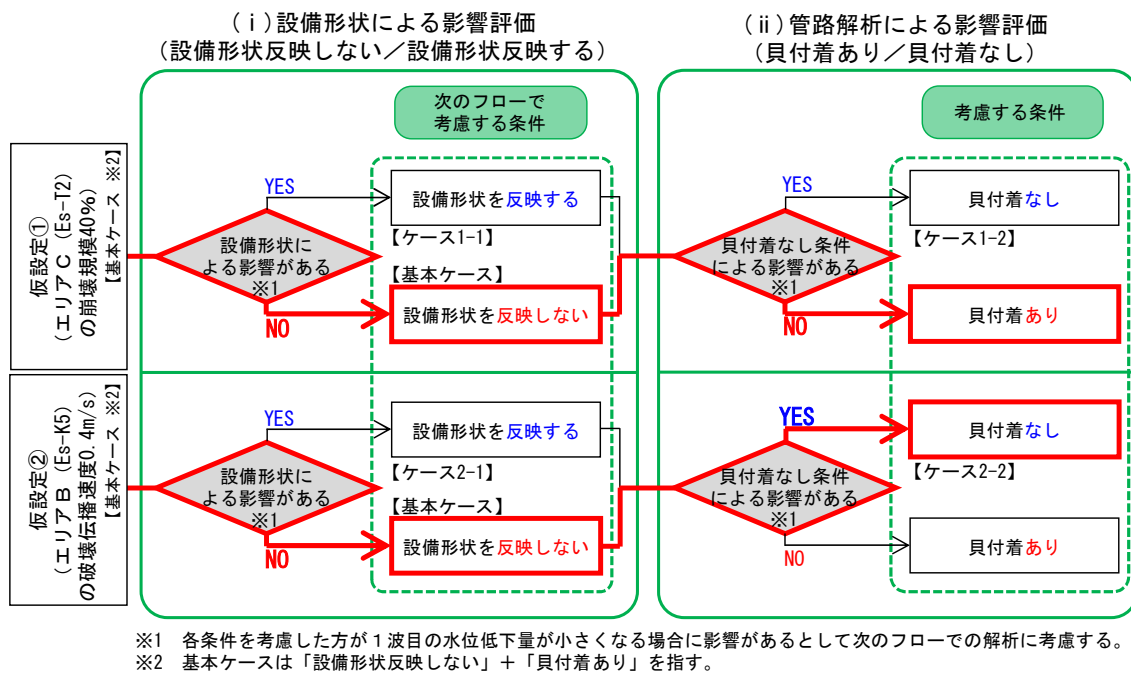 (ⅰ)設備形状による影響評価
(設備形状反映しない／設備形状反映する)
(ⅱ)管路解析による影響評価
(貝付着あり／貝付着なし)
次のフローで
考慮する条件
考慮する条件
仮設定①
(エリアC (Es-T2)
の崩壊規模40%)
【基本ケース ※2】
設備形状に
よる影響がある
※1
YES
設備形状を反映する
【ケース1-1】
【基本ケース】
NO
設備形状を反映しない
貝付着なし条件
による影響がある
※1
YES
貝付着なし
【ケース1-2】
NO
貝付着あり
仮設定②
(エリアB (Es-K5)
の破壊伝播速度0.4m/s)
【基本ケース ※2】
設備形状に
よる影響がある
※1
YES
設備形状を反映する
【ケース2-1】
【基本ケース】
NO
設備形状を反映しない
貝付着なし条件
による影響がある
※1
YES
貝付着なし
【ケース2-2】
NO
貝付着あり
※1 各条件を考慮した方が１波目の水位低下量が小さくなる場合に影響があるとして次のフローでの解析に考慮する。
※2 基本ケースは「設備形状反映しない」＋「貝付着あり」を指す。